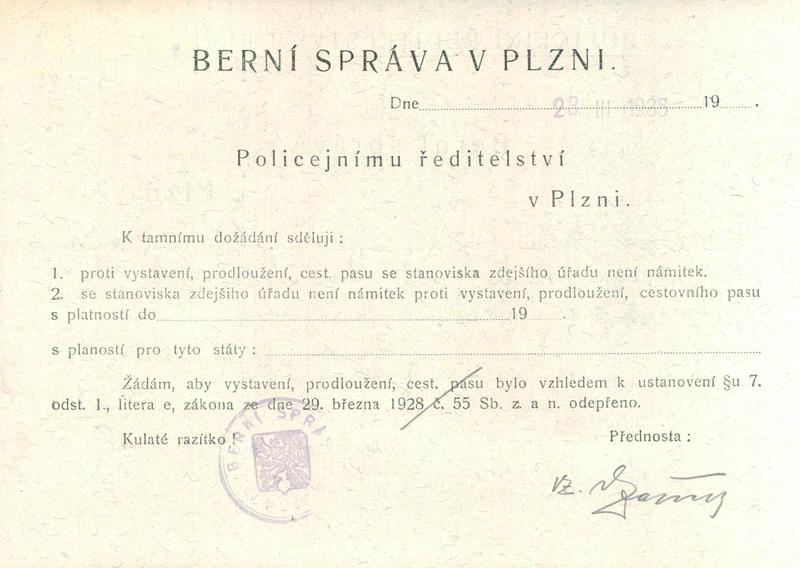 BERNÍ SPRÁVA V PLZNI.
Dne 23 III 1935 19 .
Policejnímu ředitelství
v Plzni.
K tamnímu dožádání sděluji :
1. proti vystavení, prodloužení, cest. pasu se stanoviska zdejšího úřadu není námitek.
2. se stanoviska zdejšiho úřadu není námitek proti vystavení, prodloužení, cestovního pasu
s platností do 19 .
s plaností pro tyto státy :
Žádám, aby vystavení, prodloužení, cest. pasu bylo vzhledem k ustanovení §u 7.
odst. 1., litera e, zákona ze dne 29. března 1928 č. 55 Sb. z. a n. odepřeno.
Kulaté razítko !
Přednosta :
BERNÍ SPRÁ
vz.